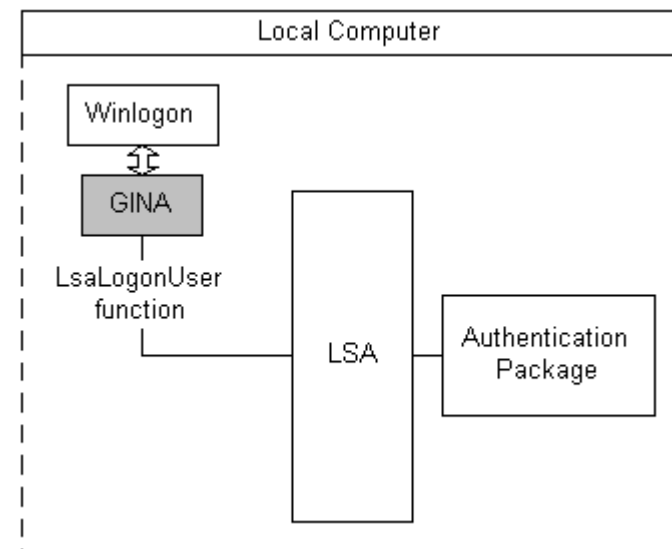 Local Computer
Winlogon
GINA
LsaLogonUser
function
LSA
Authentication
Package